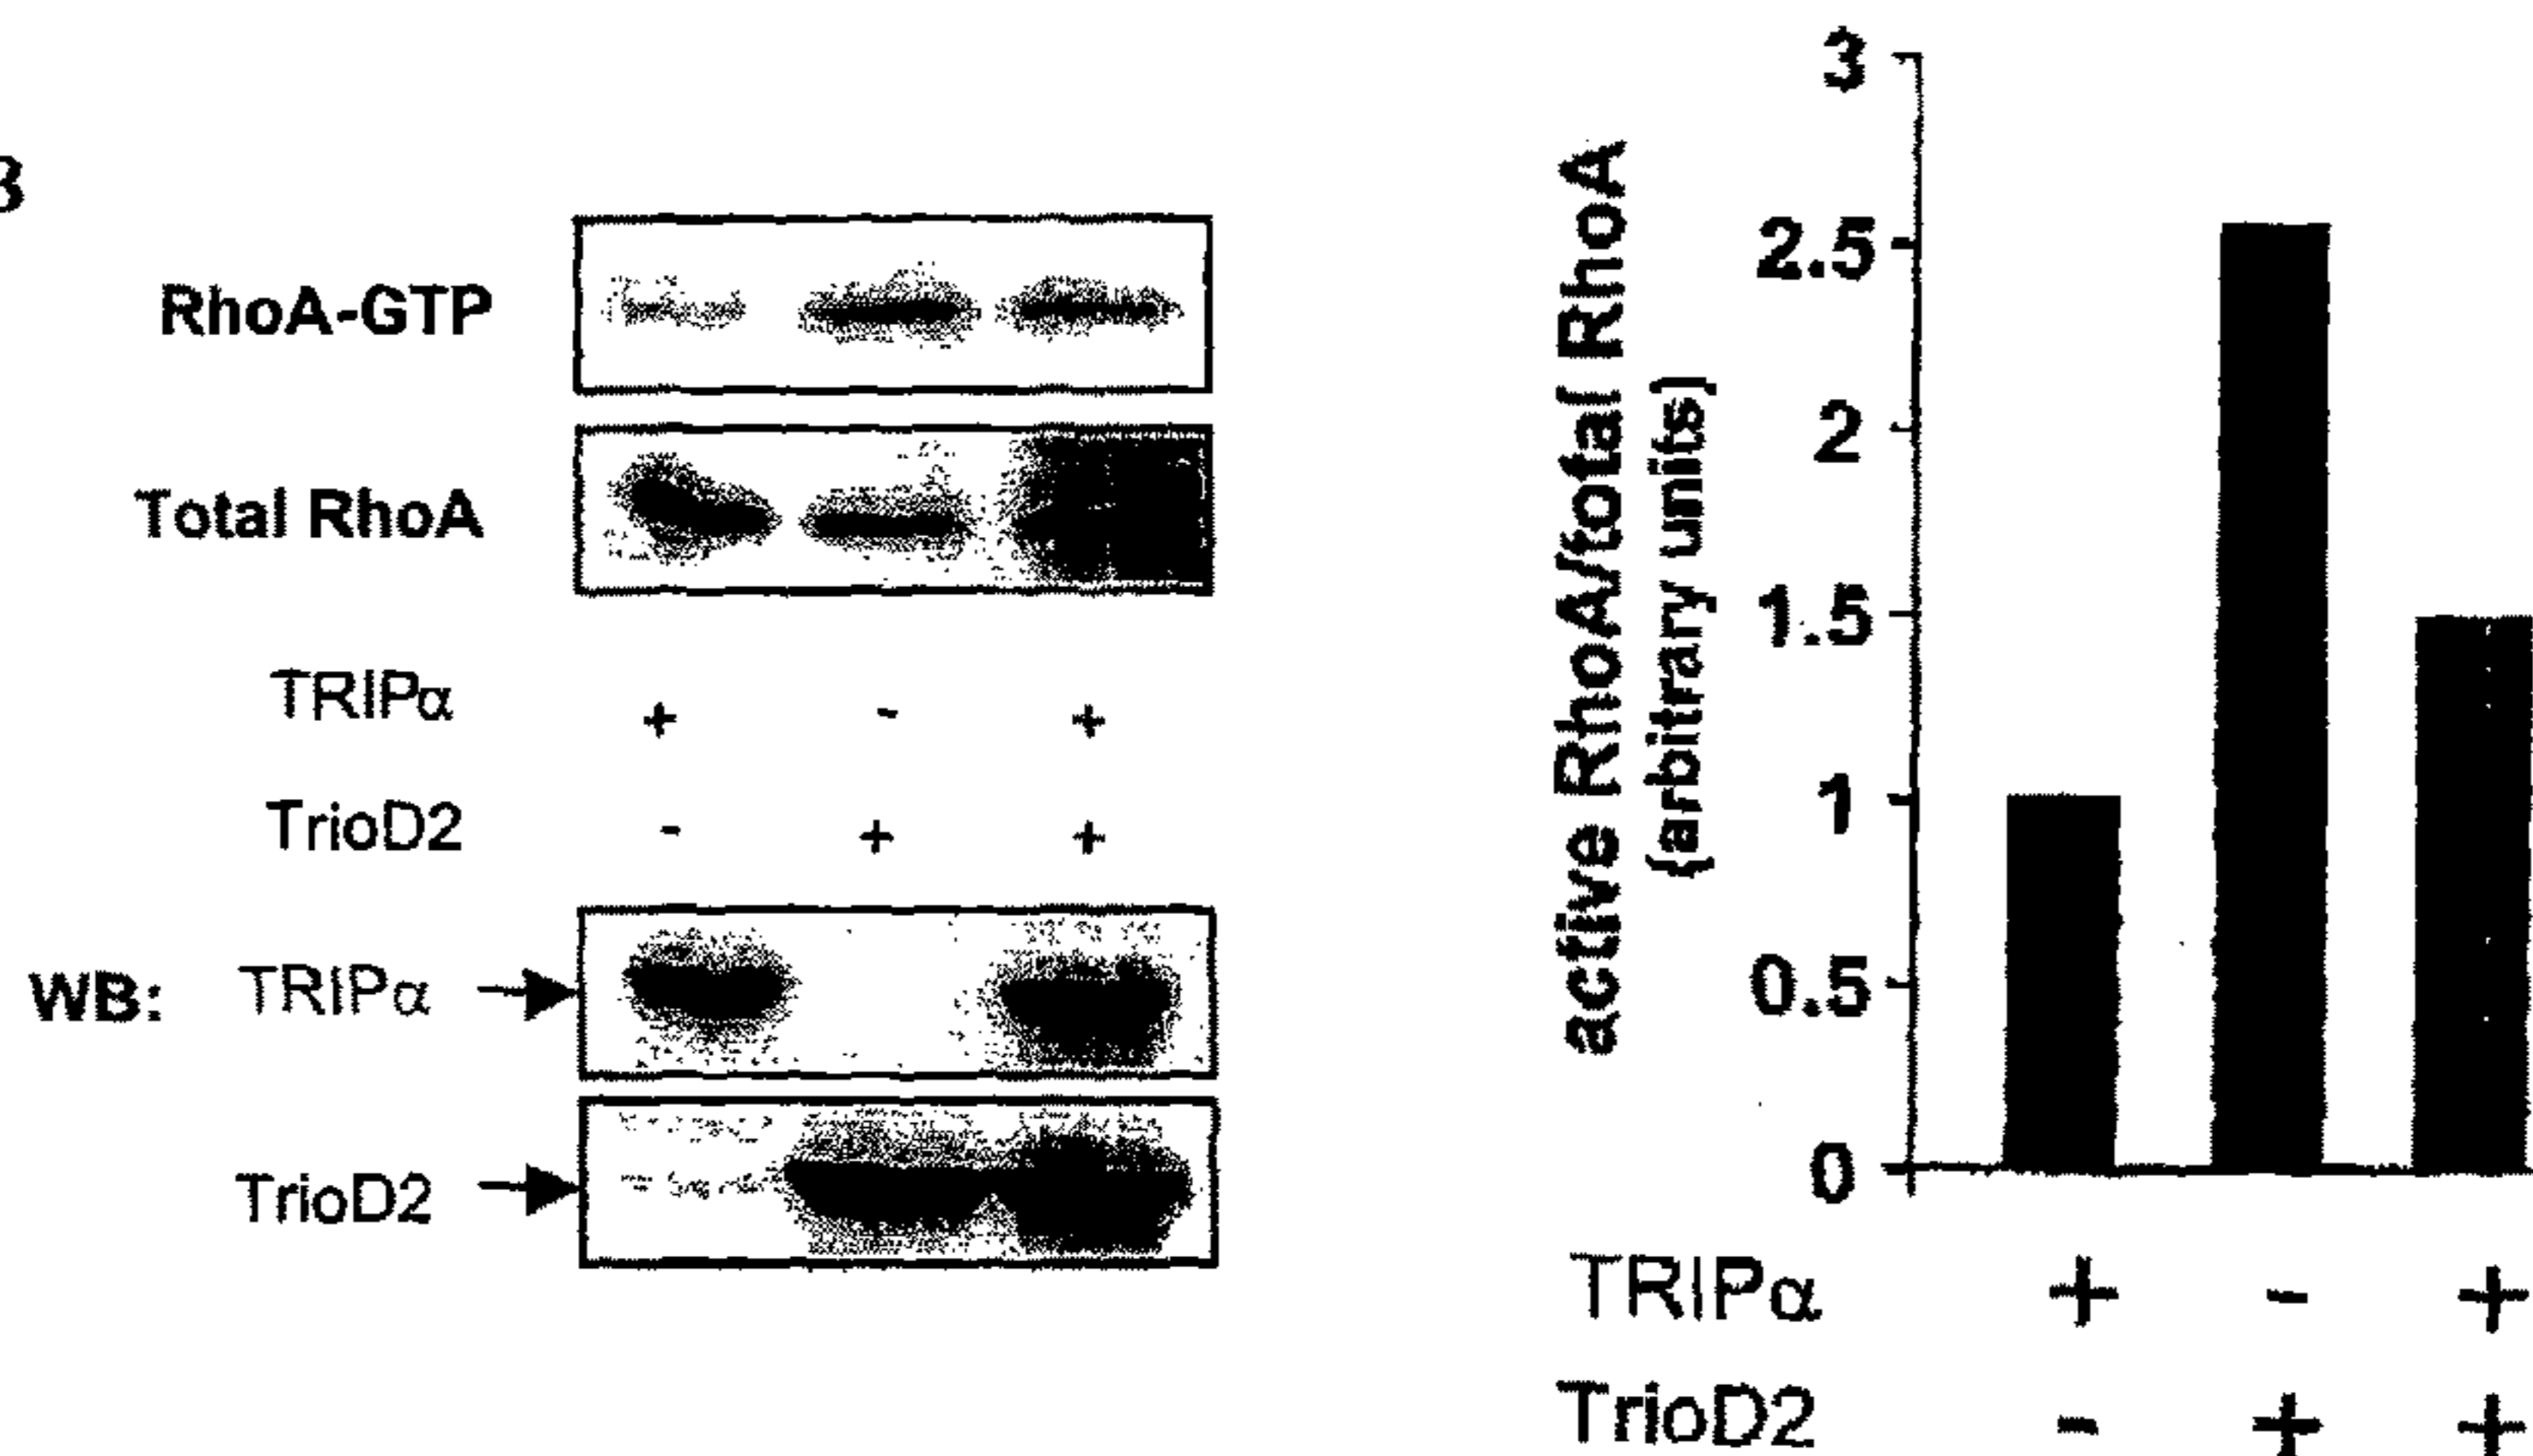 B
RhoA-GTP
Total RhoA
TRIPα + - +
TrioD2 - + +
WB: TRIPα
TrioD2
active RhoA/total RhoA
(arbitrary units)
3
2.5
2
1.5
1
0.5
0
TRIPα + - +
TrioD2 - + +